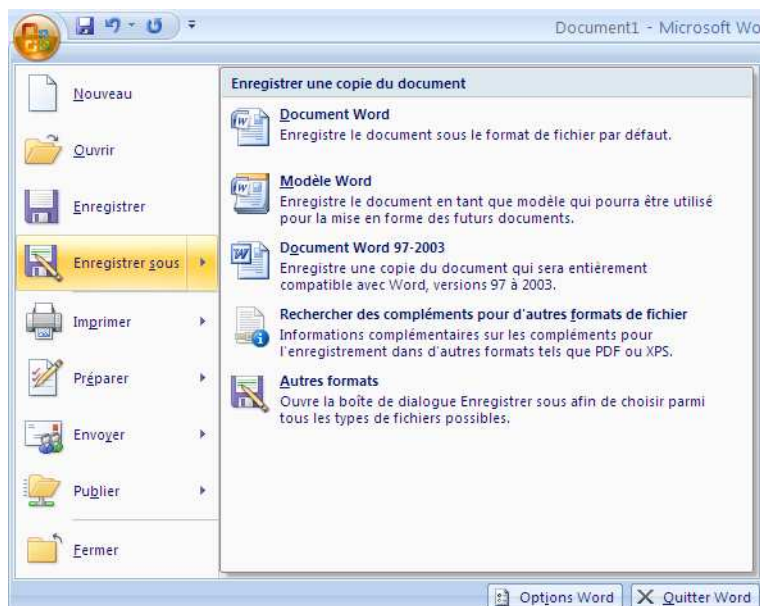 Document1 - Microsoft Wo
Nouveau
Ouvrir
Enregistrer
Enregistrer sous
Imprimer
Préparer
Envoyer
Publier
Fermer
Enregistrer une copie du document
Document Word
Enregistre le document sous le format de fichier par défaut.
Modèle Word
Enregistre le document en tant que modèle qui pourra être utilisé
pour la mise en forme des futurs documents.
Document Word 97-2003
Enregistre une copie du document qui sera entièrement
compatible avec Word, versions 97 à 2003.
Rechercher des compléments pour d'autres formats de fichier
Informations complémentaires sur les compléments pour
l'enregistrement dans d'autres formats tels que PDF ou XPS.
Autres formats
Ouvre la boîte de dialogue Enregistrer sous afin de choisir parmi
tous les types de fichiers possibles.
Options Word
Quitter Word